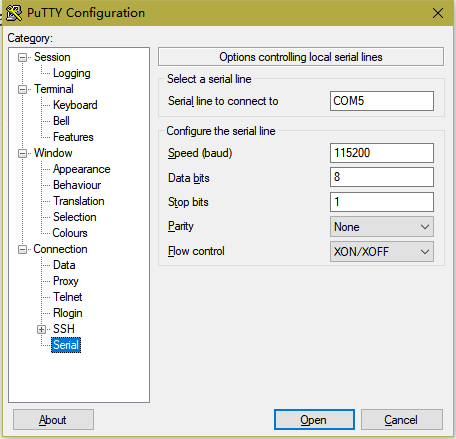 PuTTY Configuration
Category:
Session
Logging
Terminal
Keyboard
Bell
Features
Window
Appearance
Behaviour
Translation
Selection
Colours
Connection
Data
Proxy
Telnet
Rlogin
SSH
Serial
Options controlling local serial lines
Select a serial line
Serial line to connect to COM5
Configure the serial line
Speed (baud) 115200
Data bits 8
Stop bits 1
Parity None
Flow control XON/XOFF
About Open Cancel